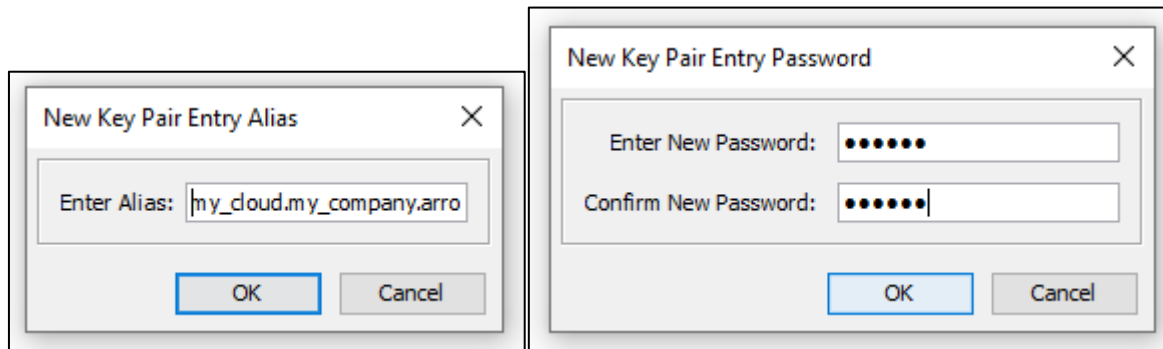 New Key Pair Entry Alias
Enter Alias: my_cloud.my_company.arro
OK Cancel
New Key Pair Entry Password
Enter New Password: ••••••
Confirm New Password: ••••••
OK Cancel